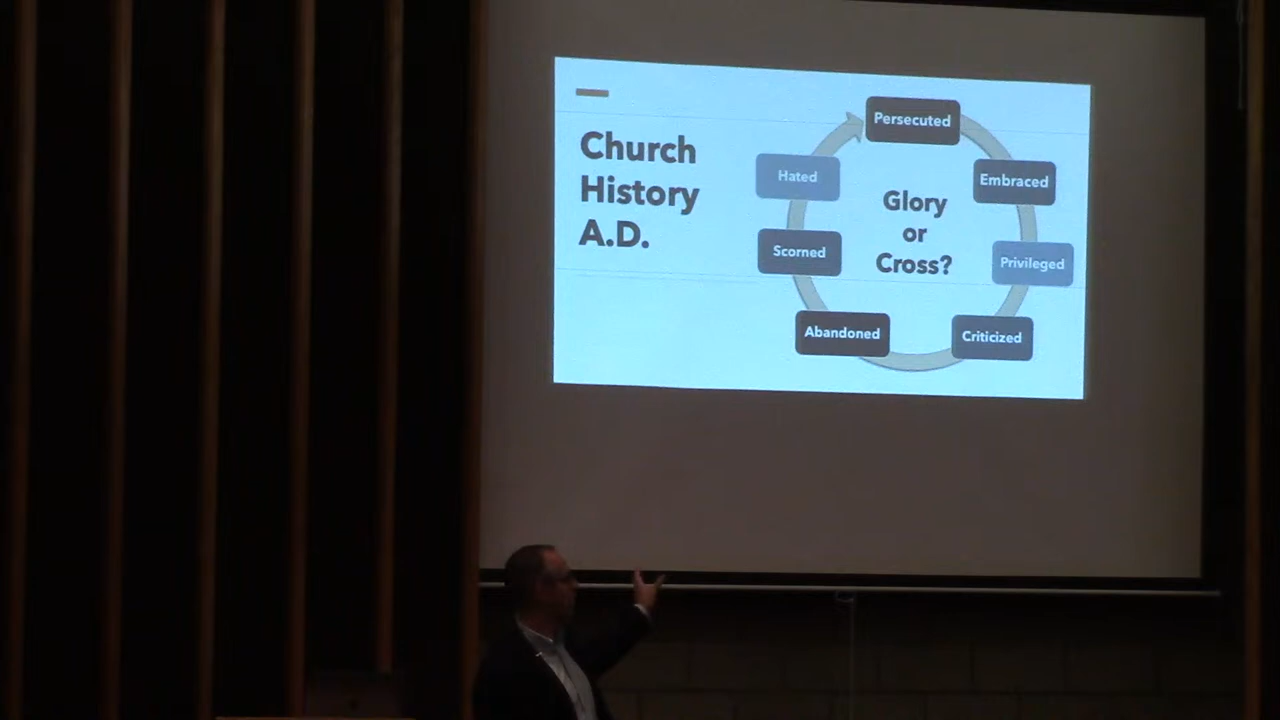 Church
History
A.D.
Persecuted
Embraced
Privileged
Criticized
Abandoned
Scorned
Hated
Glory
or
Cross?